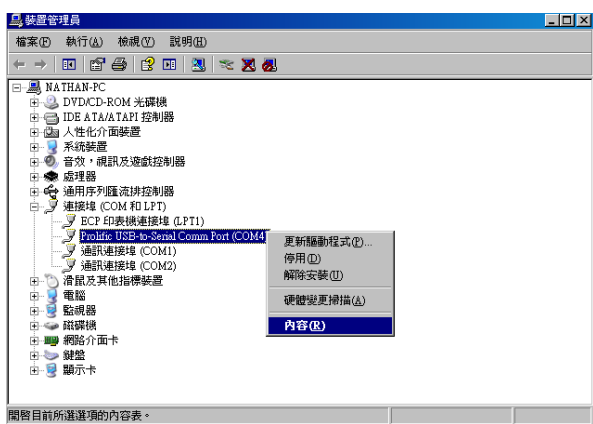 裝置管理員
檔案(F) 執行(A) 檢視(V) 說明(H)
NATHAN-PC
DVD/CD-ROM 光碟機
IDE ATA/ATAPI 控制器
人性化介面裝置
系統裝置
音效，視訊及遊戲控制器
處理器
通用序列匯流排控制器
連接埠 (COM 和 LPT)
ECP 印表機連接埠 (LPT1)
Prolific USB-to-Serial Comm Port (COM4
通訊連接埠 (COM1)
通訊連接埠 (COM2)
滑鼠及其他指標裝置
電腦
監視器
磁碟機
網路介面卡
鍵盤
顯示卡
更新驅動程式(P)...
停用(D)
解除安裝(U)
硬體變更掃描(A)
內容(R)
開啓目前所選選項的內容表。